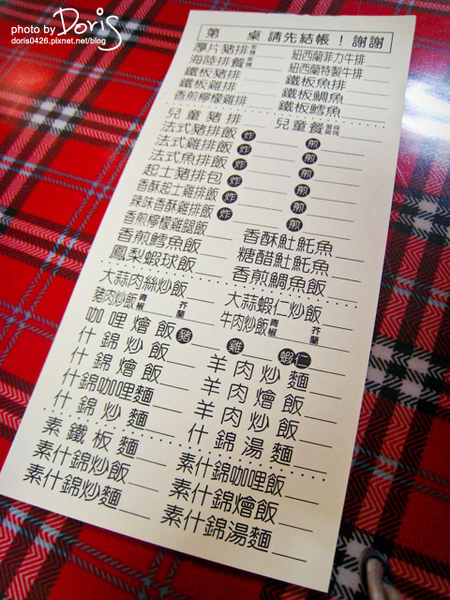 photo by Doris
doris0426.pixnet.net/blog
第 桌 請先結帳！謝謝
厚片豬排 紐西蘭菲力牛排
海陸排餐 紐西蘭特製牛排
鐵板豬排 鐵板魚排
鐵板雞排 鐵板鯛魚
香煎檸檬雞排 鐵板鱈魚
兒童豬排 兒童餐
法式豬排飯 炸 煎
法式雞排飯 炸 煎
法式魚排飯 炸 煎
起士豬排包 炸 煎
香酥起士雞排飯 炸 煎
辣味香酥雞排飯 炸 煎
香煎檸檬雞腿飯
香煎鱈魚飯 香酥𩵚魠魚
鳳梨蝦球飯 糖醋𩵚魠魚
香煎鯛魚飯
大蒜肉絲炒飯 大蒜蝦仁炒飯
豬肉炒飯 青椒 芥蘭 牛肉炒飯 青椒 芥蘭
咖哩燴飯 豬 雞 蝦仁
什錦炒飯 羊肉炒麵
什錦燴飯 羊肉燴飯
什錦咖哩麵 羊肉炒飯
什錦炒麵 什錦湯麵
素鐵板麵 素什錦咖哩飯
素什錦炒飯 素什錦燴飯
素什錦炒麵 素什錦湯麵